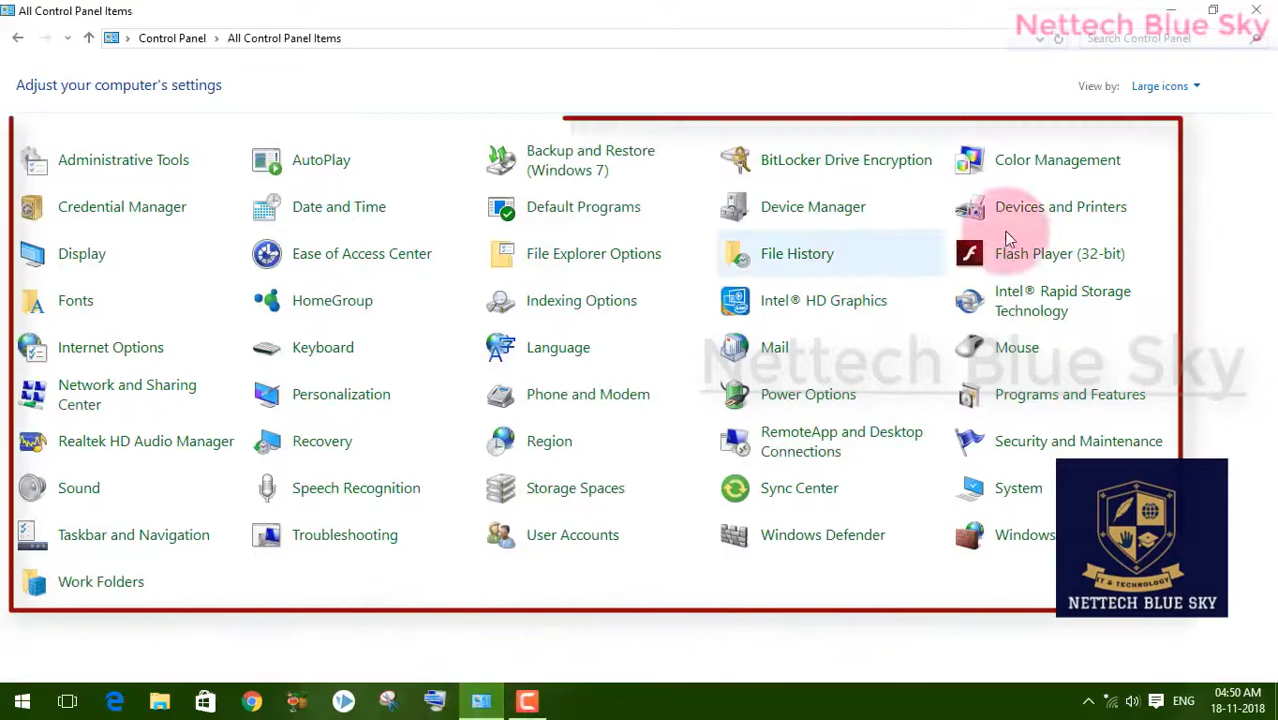 All Control Panel Items
Nettech Blue Sky
Control Panel
All Control Panel Items
Search Control Panel
Adjust your computer's settings
View by:
Large icons
Administrative Tools
AutoPlay
Backup and Restore
(Windows 7)
BitLocker Drive Encryption
Color Management
Credential Manager
Date and Time
Default Programs
Device Manager
Devices and Printers
Display
Ease of Access Center
File Explorer Options
File History
Flash Player (32-bit)
Fonts
HomeGroup
Indexing Options
Intel® HD Graphics
Intel® Rapid Storage
Technology
Internet Options
Keyboard
Language
Mail
Mouse
Nettech Blue Sky
Network and Sharing
Center
Personalization
Phone and Modem
Power Options
Programs and Features
Realtek HD Audio Manager
Recovery
Region
RemoteApp and Desktop
Connections
Security and Maintenance
Sound
Speech Recognition
Storage Spaces
Sync Center
System
Taskbar and Navigation
Troubleshooting
User Accounts
Windows Defender
Windows
Work Folders
IT & TECHNOLOGY
NETTECH BLUE SKY
ENG
04:50 AM
18-11-2018